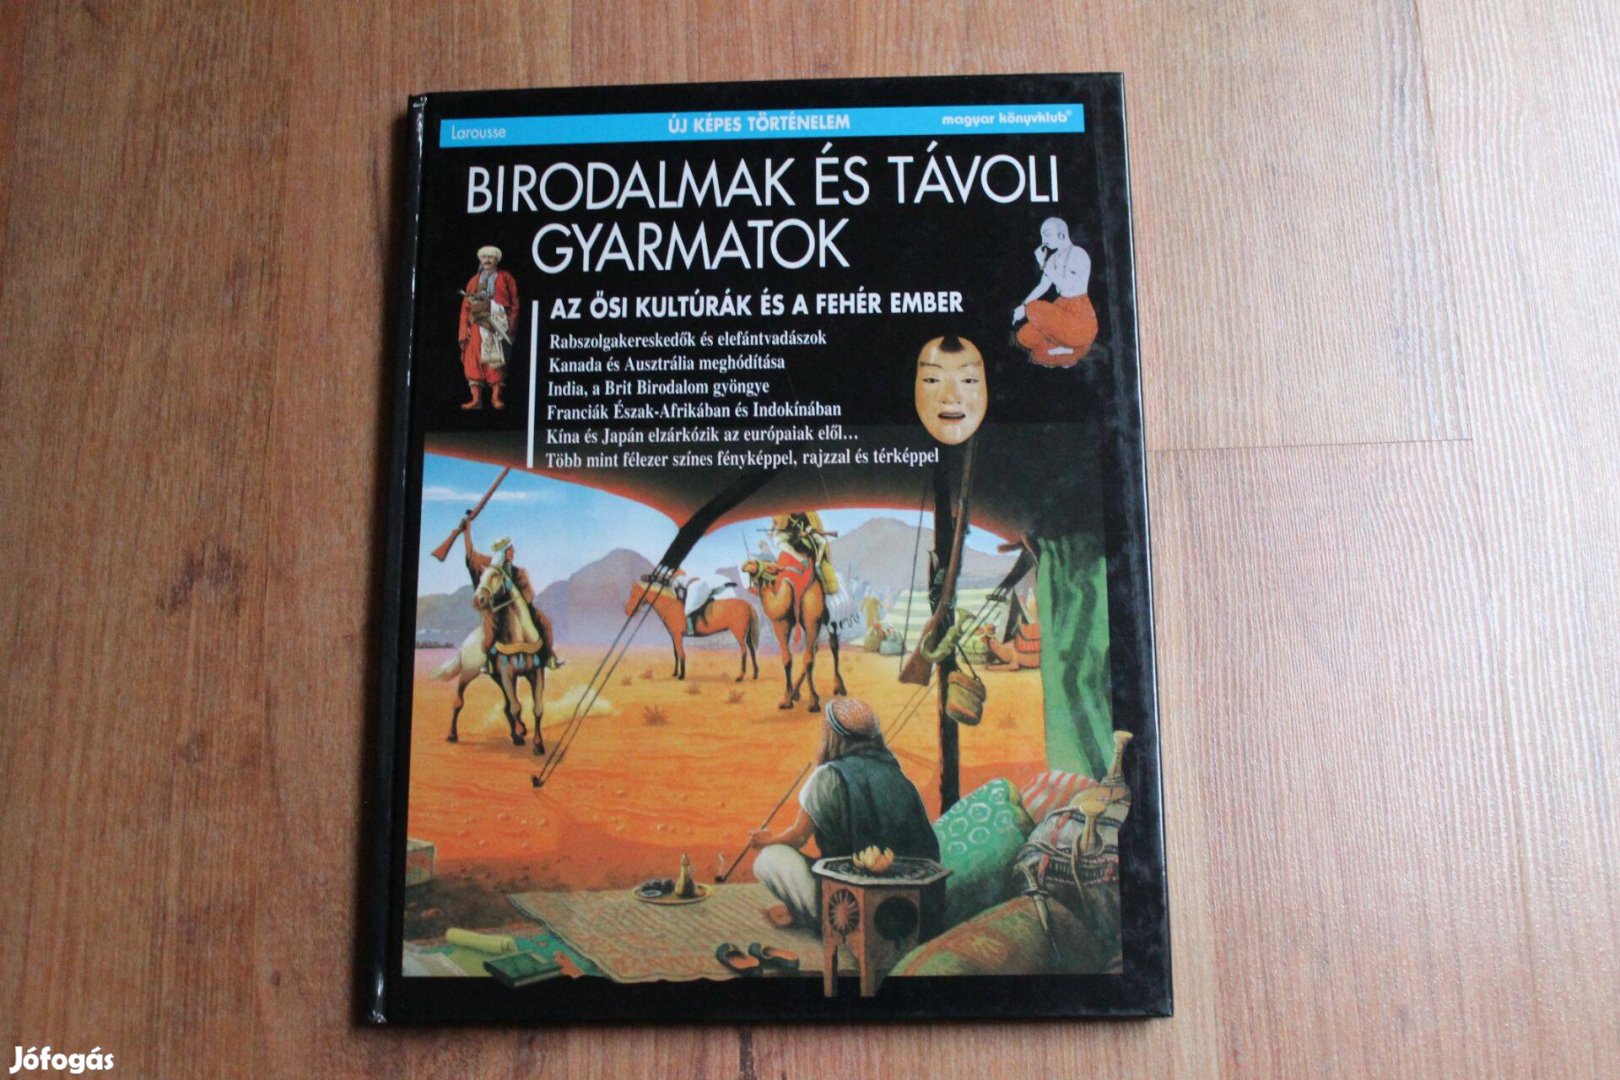 Larousse
ÚJ KÉPES TÖRTÉNELEM
magyar könyvklub®
BIRODALMAK ÉS TÁVOLI
GYARMATOK
AZ ŐSI KULTÚRÁK ÉS A FEHÉR EMBER
Rabszolgakereskedők és elefántvadászok
Kanada és Ausztrália meghódítása
India, a Brit Birodalom gyöngye
Franciák Észak-Afrikában és Indokínában
Kína és Japán elzárkózik az európaiak elől...
Több mint félezer színes fényképpel, rajzzal és térképpel
Jófogás